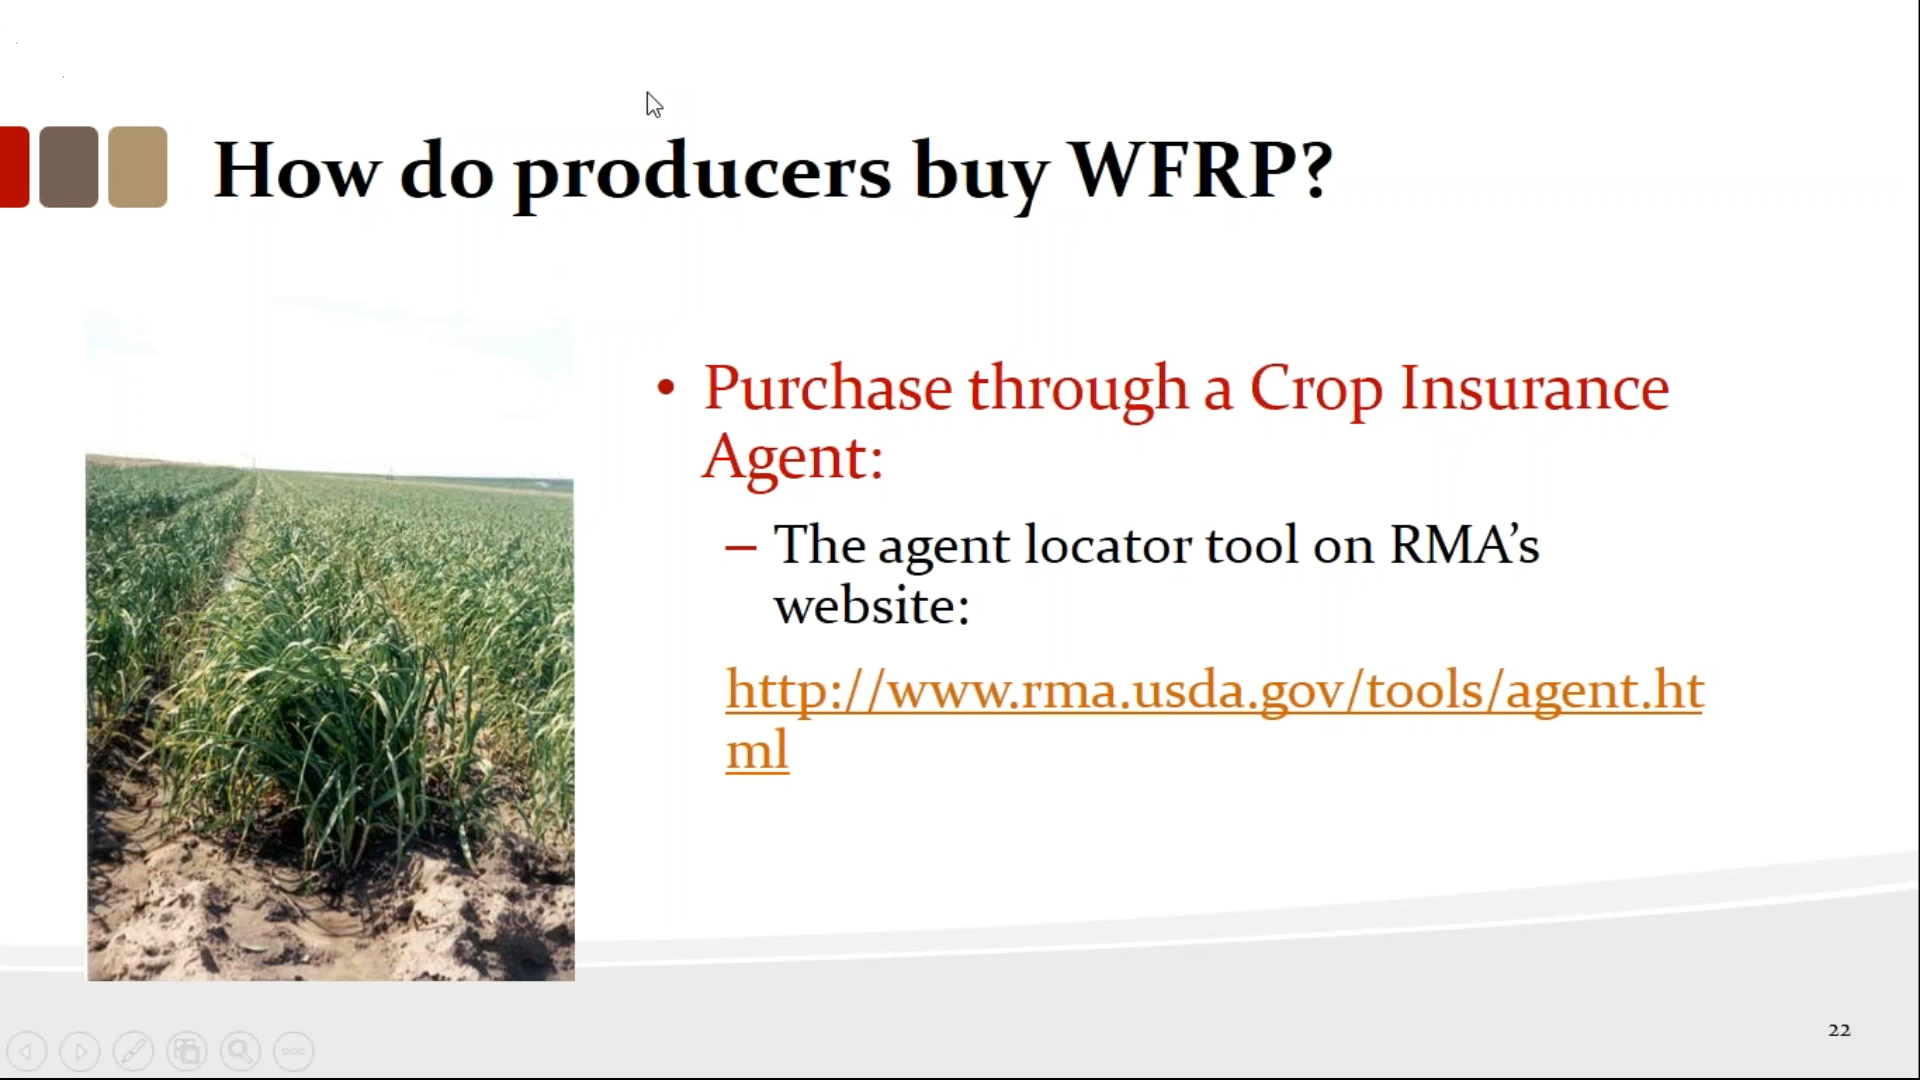 How do producers buy WFRP?
• Purchase through a Crop Insurance
Agent:
– The agent locator tool on RMA’s
website:
http://www.rma.usda.gov/tools/agent.ht
ml
22